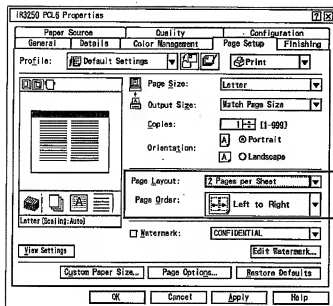 iR3250 PCL6 Properties
Paper Source Quality Configuration
General Details Color Management Page Setup Finishing
Profile: Default Settings Print
Page Size: Letter
Output Size: Match Page Size
Copies: 1 [1-999]
Orientation: A Portrait
A Landscape
Page Layout: 2 Pages per Sheet
Page Order: Left to Right
Letter (Scaling:Auto)
Watermark: CONFIDENTIAL
View Settings Edit Watermark...
Custom Paper Size... Page Options... Restore Defaults
OK Cancel Apply Help